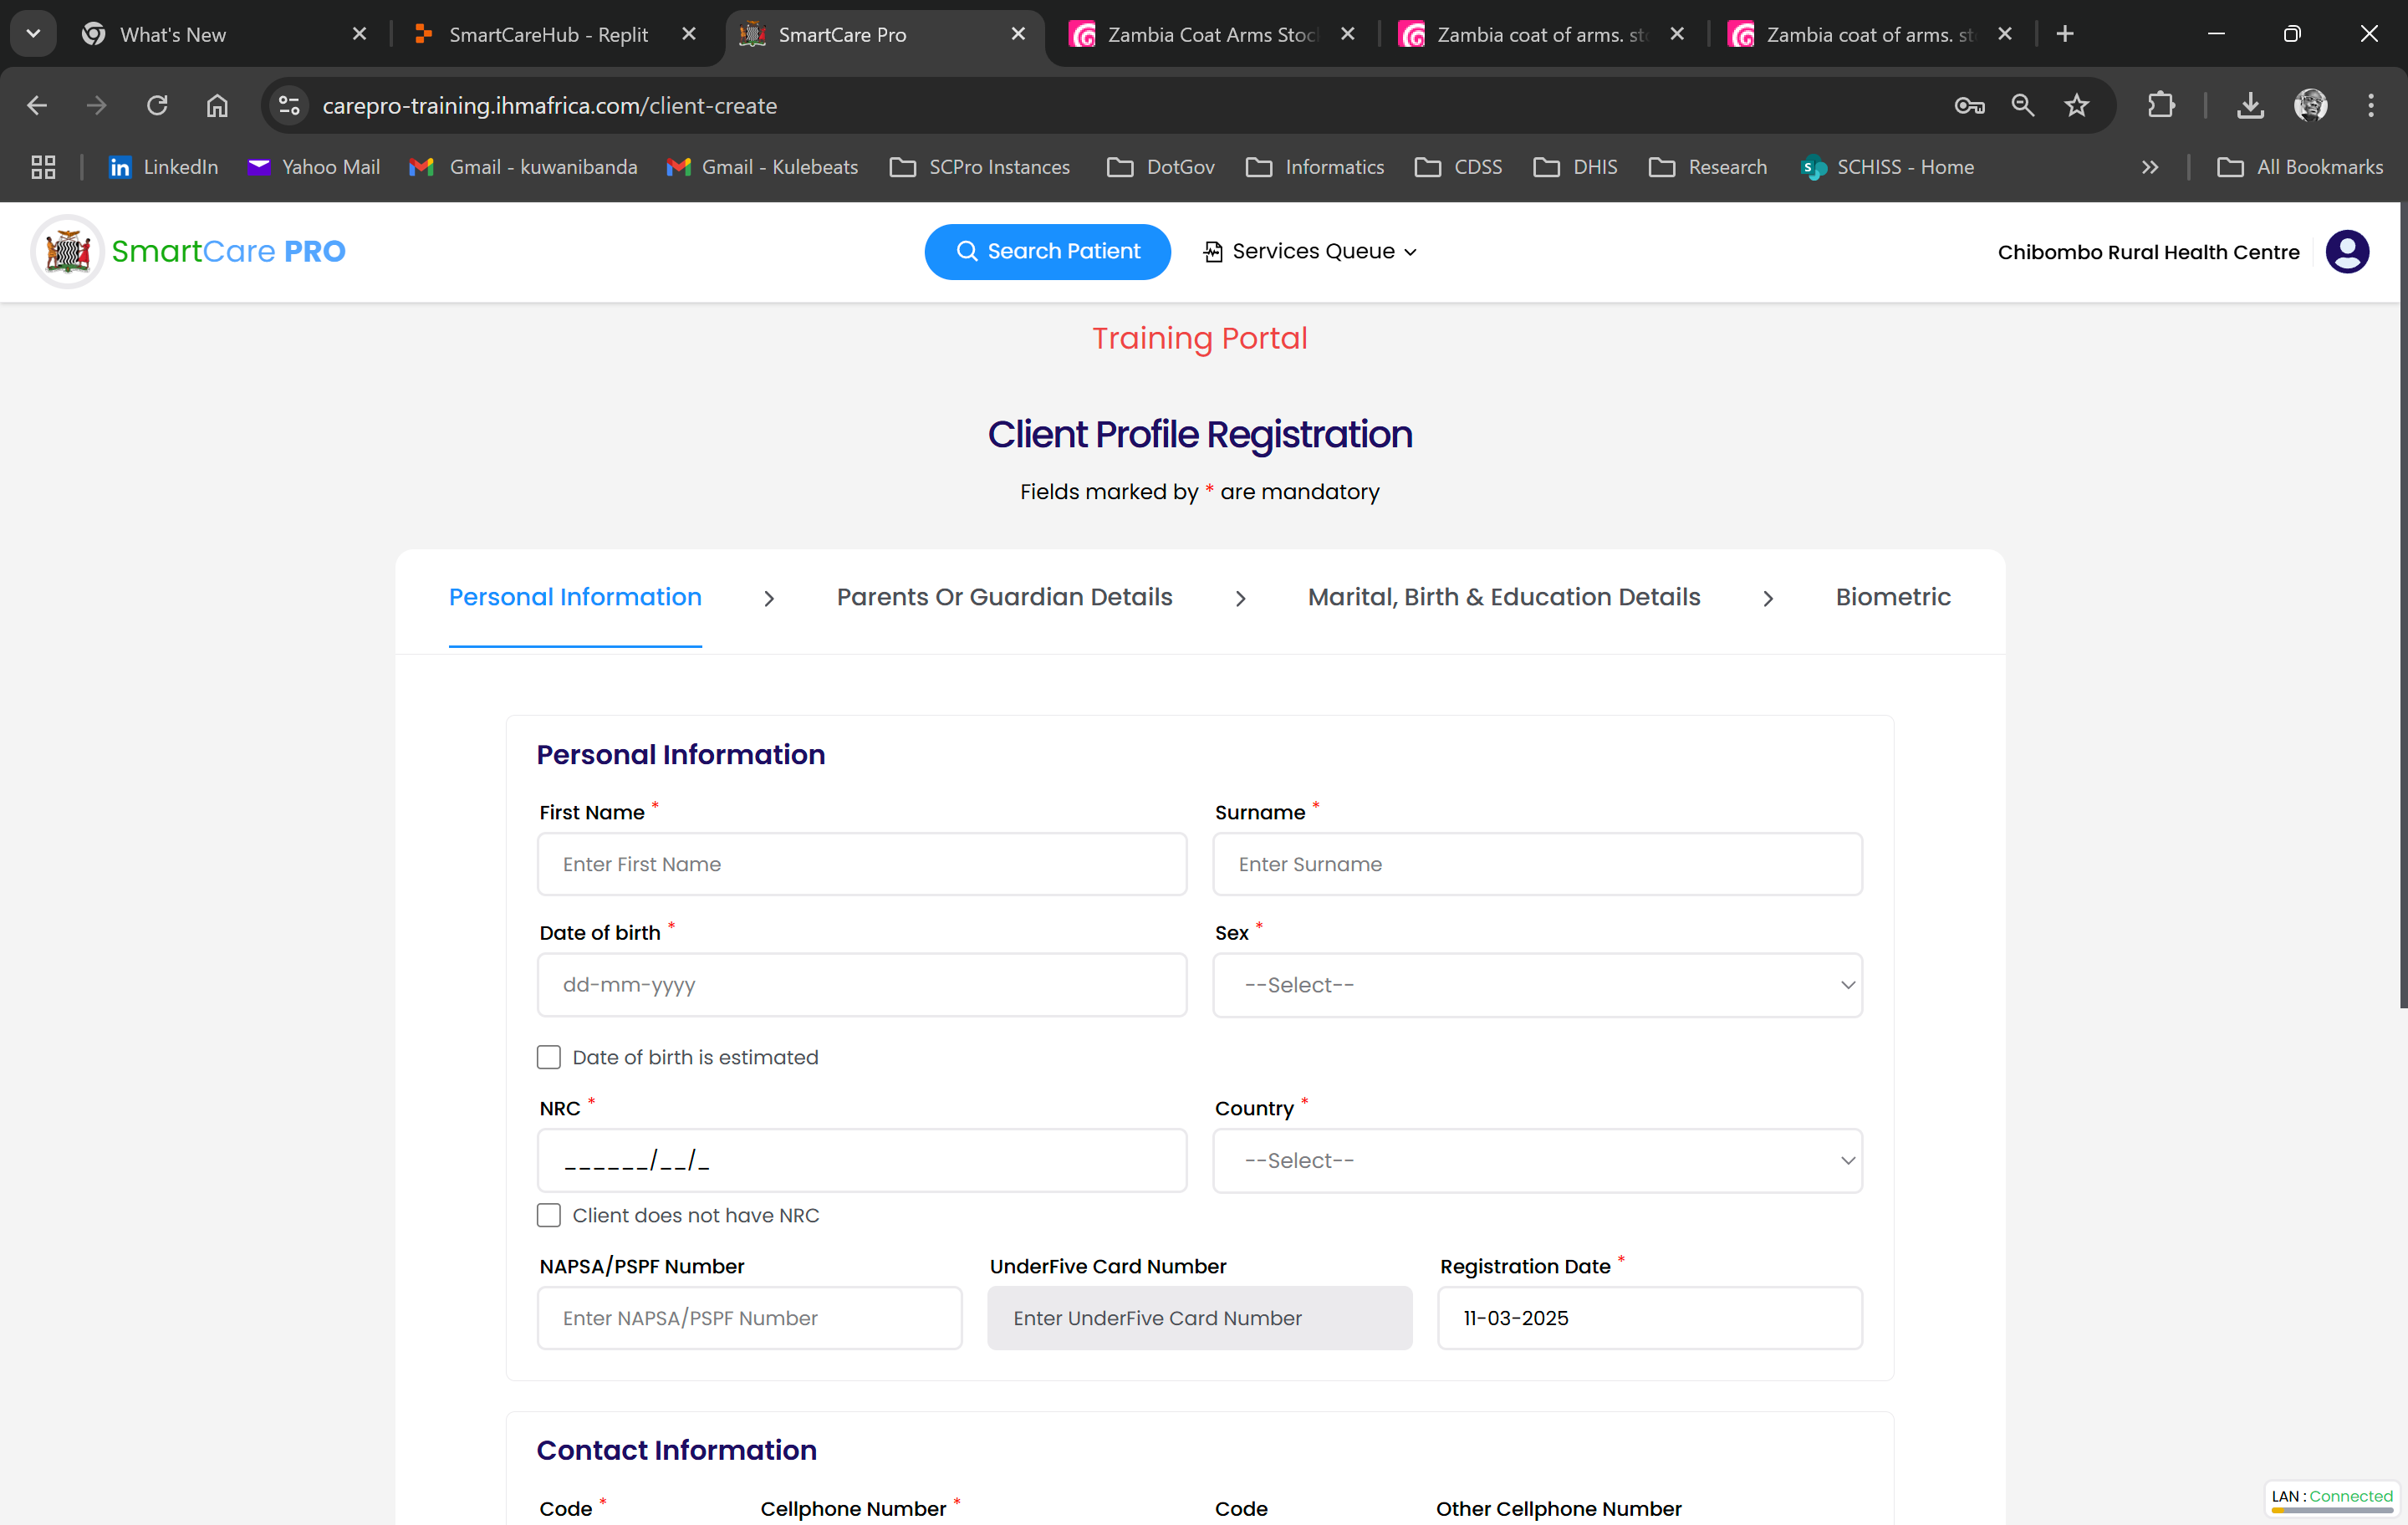 What's New
SmartCareHub - Replit
SmartCare Pro
Zambia Coat Arms Stoc
Zambia coat of arms. sto
Zambia coat of arms. st
carepro-training.ihmafrica.com/client-create
LinkedIn
Yahoo Mail
Gmail - kuwanibanda
Gmail - Kulebeats
SCPro Instances
DotGov
Informatics
CDSS
DHIS
Research
SCHISS - Home
All Bookmarks
SmartCare PRO
Search Patient
Services Queue
Chibombo Rural Health Centre
Training Portal
Client Profile Registration
Fields marked by * are mandatory
Personal Information
Parents Or Guardian Details
Marital, Birth & Education Details
Biometric
Personal Information
First Name *
Surname *
Enter First Name
Enter Surname
Date of birth *
Sex *
dd-mm-yyyy
--Select--
Date of birth is estimated
NRC *
Country *
______/__/_
--Select--
Client does not have NRC
NAPSA/PSPF Number
UnderFive Card Number
Registration Date *
Enter NAPSA/PSPF Number
Enter UnderFive Card Number
11-03-2025
Contact Information
Code *
Cellphone Number *
Code
Other Cellphone Number
LAN : Connected